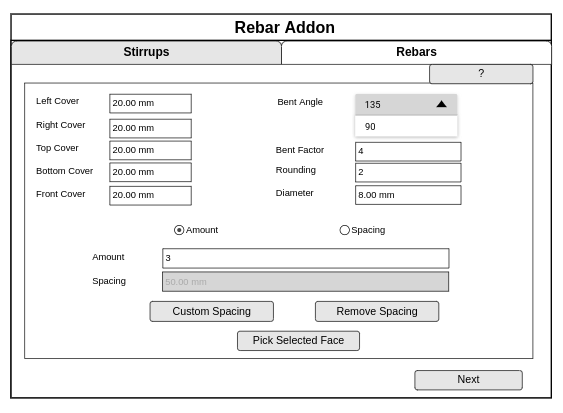 Rebar Addon
Stirrups
Rebars
?
Left Cover 20.00 mm
Right Cover 20.00 mm
Top Cover 20.00 mm
Bottom Cover 20.00 mm
Front Cover 20.00 mm
Bent Angle 135
90
Bent Factor 4
Rounding 2
Diameter 8.00 mm
Amount
Spacing
Amount 3
Spacing 50.00 mm
Custom Spacing
Remove Spacing
Pick Selected Face
Next